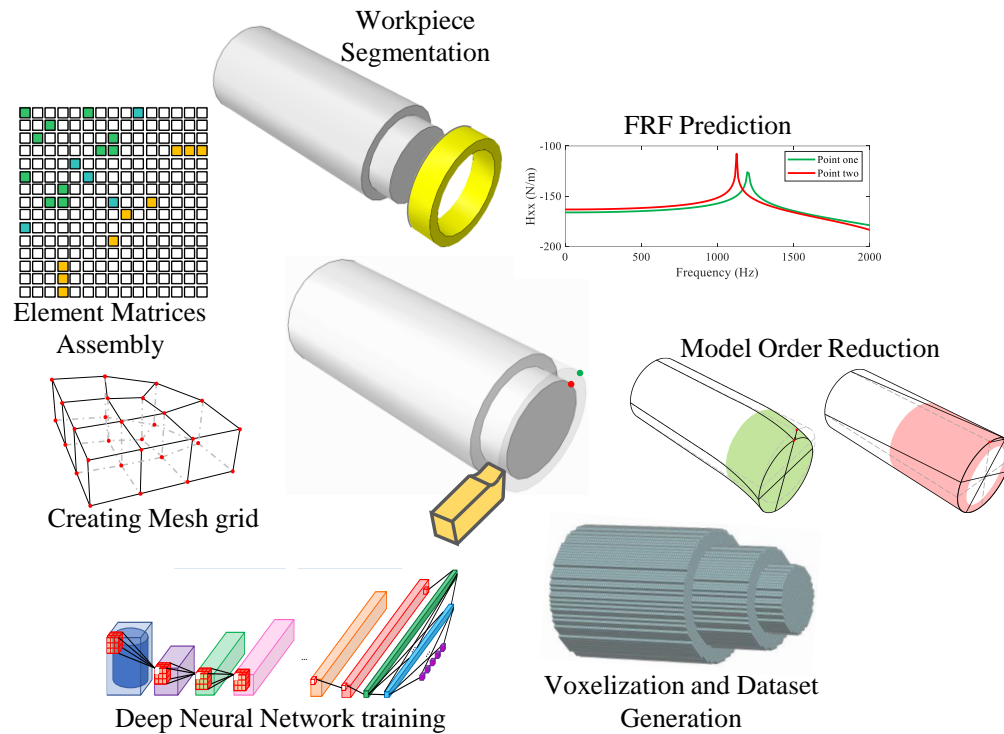 Workpiece
Segmentation
FRF Prediction
-100
-150
-200
Hxx (N/m)
Point one
Point two
0
500
1000
1500
2000
Frequency (Hz)
Element Matrices
Assembly
Model Order Reduction
Creating Mesh grid
...
Deep Neural Network training
Voxelization and Dataset
Generation